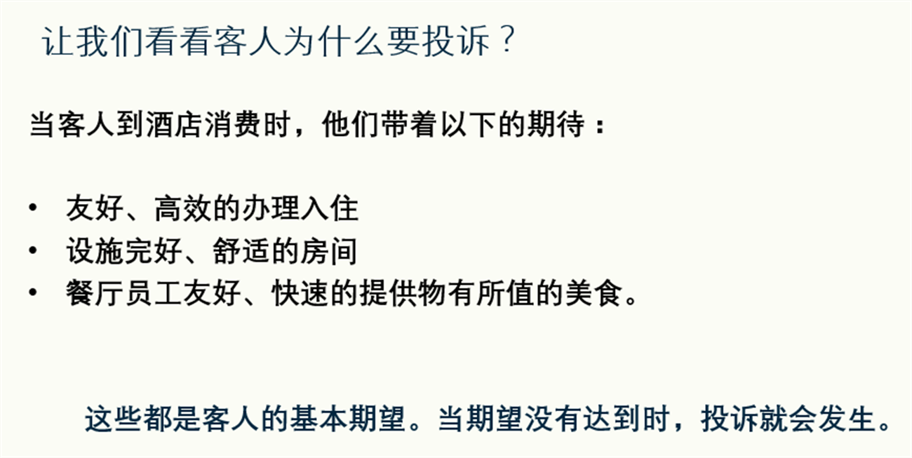 让我们看看客人为什么要投诉？
当客人到酒店消费时，他们带着以下的期待：
• 友好、高效的办理入住
• 设施完好、舒适的房间
• 餐厅员工友好、快速的提供物有所值的美食。
这些都是客人的基本期望。当期望没有达到时，投诉就会发生。